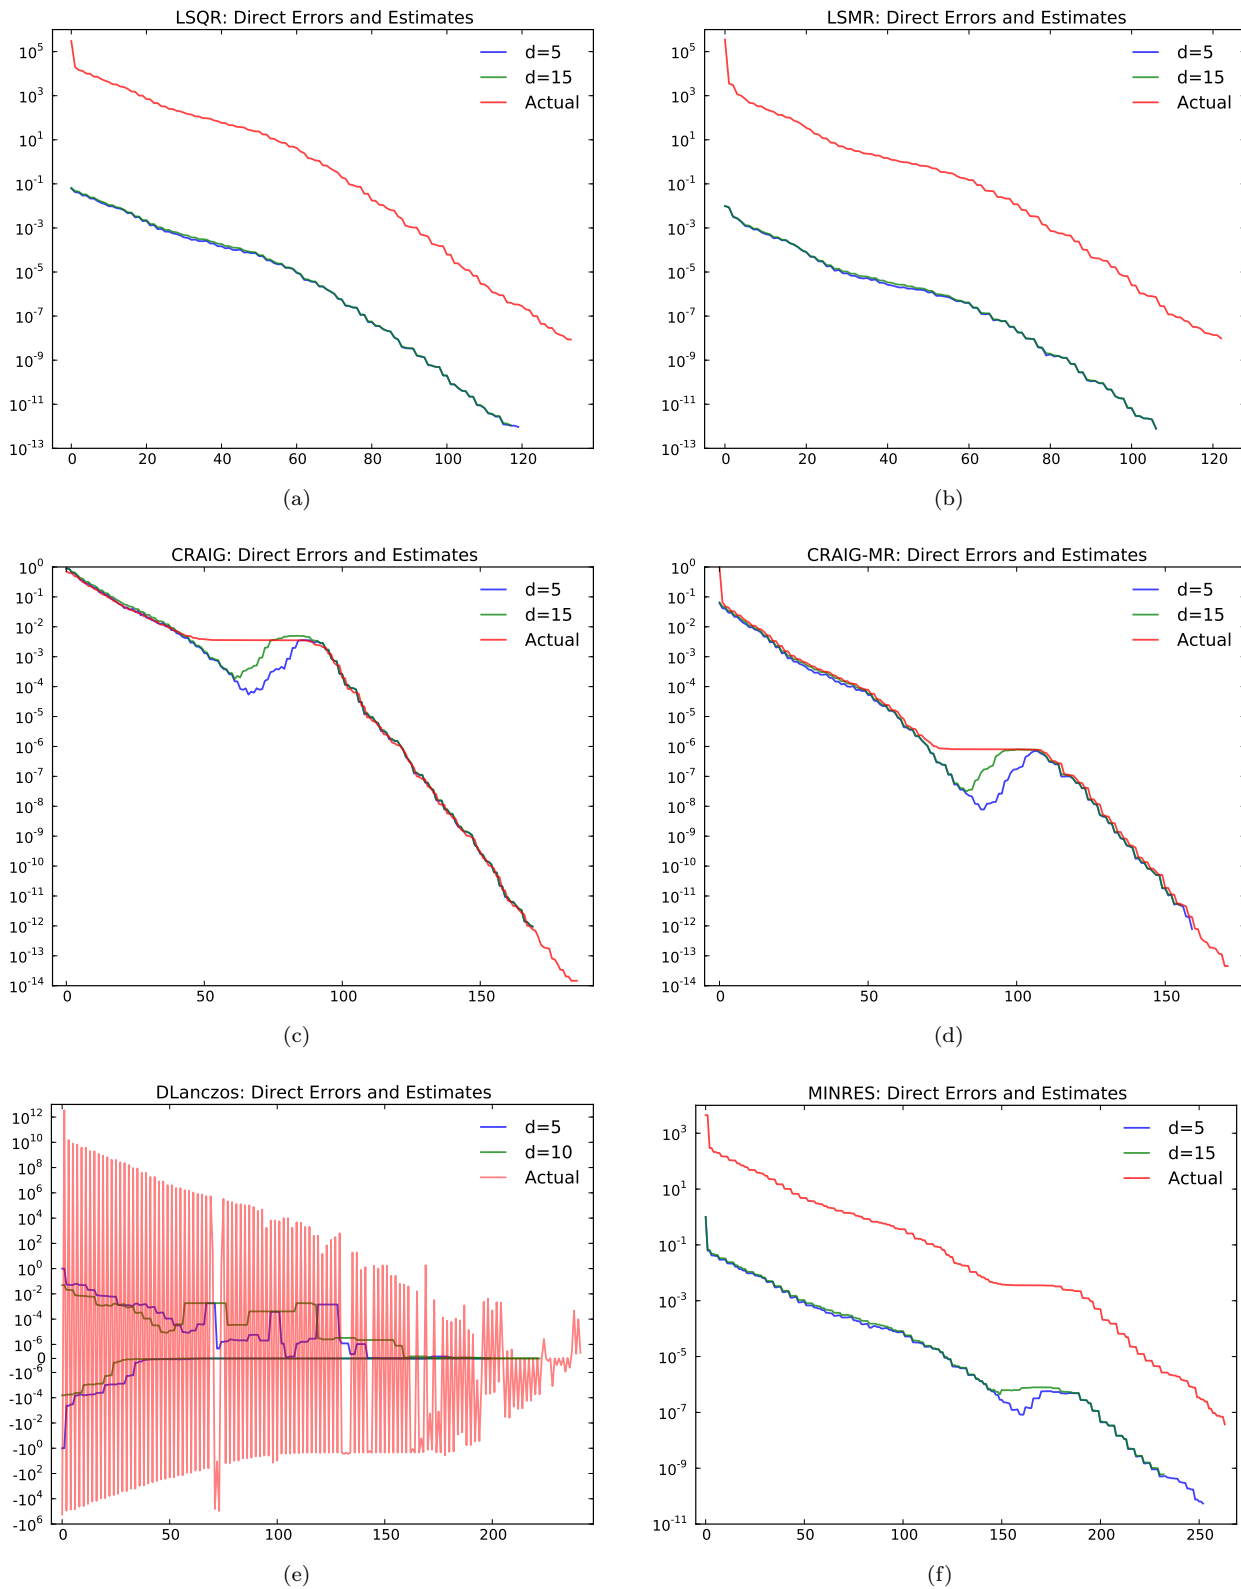 LSQR: Direct Errors and Estimates
d=5
d=15
Actual
10^5
10^3
10^1
10^-1
10^-3
10^-5
10^-7
10^-9
10^-11
10^-13
0 20 40 60 80 100 120
(a)
LSMR: Direct Errors and Estimates
d=5
d=15
Actual
10^5
10^3
10^1
10^-1
10^-3
10^-5
10^-7
10^-9
10^-11
10^-13
0 20 40 60 80 100 120
(b)
CRAIG: Direct Errors and Estimates
d=5
d=15
Actual
10^0
10^-1
10^-2
10^-3
10^-4
10^-5
10^-6
10^-7
10^-8
10^-9
10^-10
10^-11
10^-12
10^-13
10^-14
0 50 100 150
(c)
CRAIG-MR: Direct Errors and Estimates
d=5
d=15
Actual
10^0
10^-1
10^-2
10^-3
10^-4
10^-5
10^-6
10^-7
10^-8
10^-9
10^-10
10^-11
10^-12
10^-13
10^-14
0 50 100 150
(d)
DLanczos: Direct Errors and Estimates
d=5
d=10
Actual
10^12
10^10
10^8
10^6
10^4
10^2
10^0
10^-2
10^-4
10^-6
0
-10^-6
-10^-4
-10^-2
-10^0
-10^2
-10^4
-10^6
0 50 100 150 200
(e)
MINRES: Direct Errors and Estimates
d=5
d=15
Actual
10^3
10^1
10^-1
10^-3
10^-5
10^-7
10^-9
10^-11
0 50 100 150 200 250
(f)